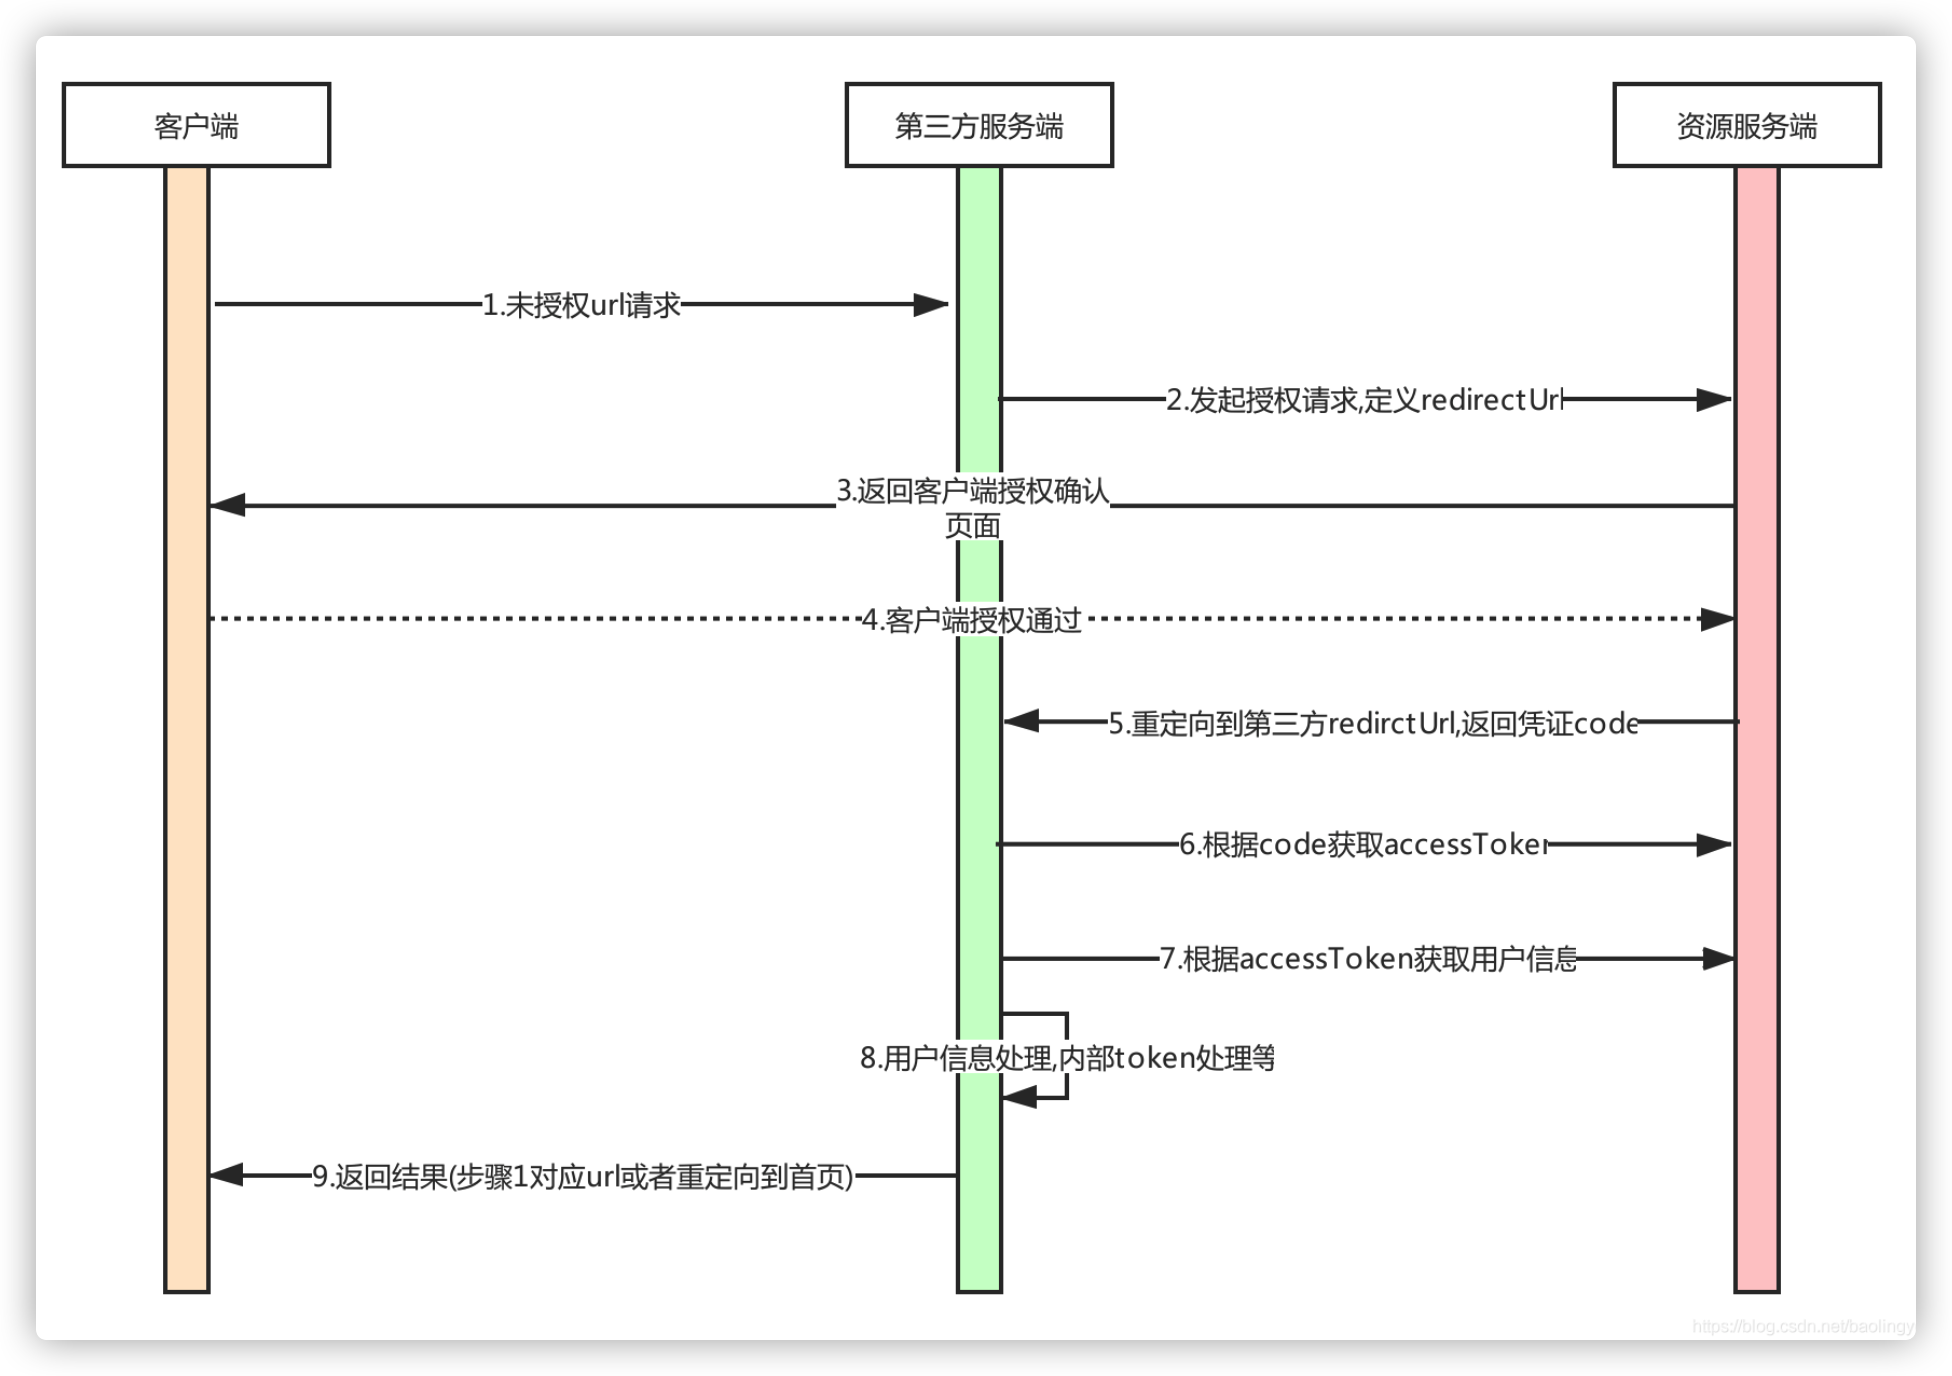 客户端
第三方服务端
资源服务端
1.未授权url请求
2.发起授权请求,定义redirectUrl
3.返回客户端授权确认
页面
4.客户端授权通过
5.重定向到第三方redirctUrl,返回凭证code
6.根据code获取accessToken
7.根据accessToken获取用户信息
8.用户信息处理,内部token处理等
9.返回结果(步骤1对应url或者重定向到首页)
https://blog.csdn.net/baolingy